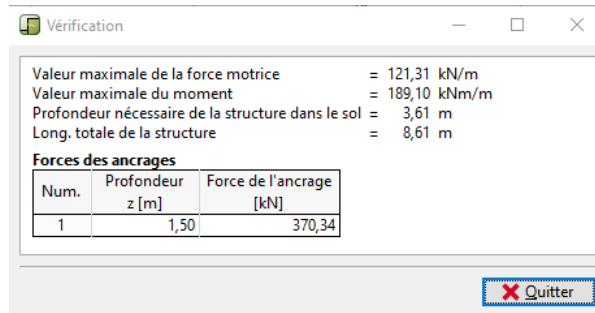 Vérification
Valeur maximale de la force motrice = 121,31 kN/m
Valeur maximale du moment = 189,10 kNm/m
Profondeur nécessaire de la structure dans le sol = 3,61 m
Long. totale de la structure = 8,61 m
Forces des ancrages
Num. Profondeur z [m] Force de l'ancrage [kN]
1 1,50 370,34
Quitter